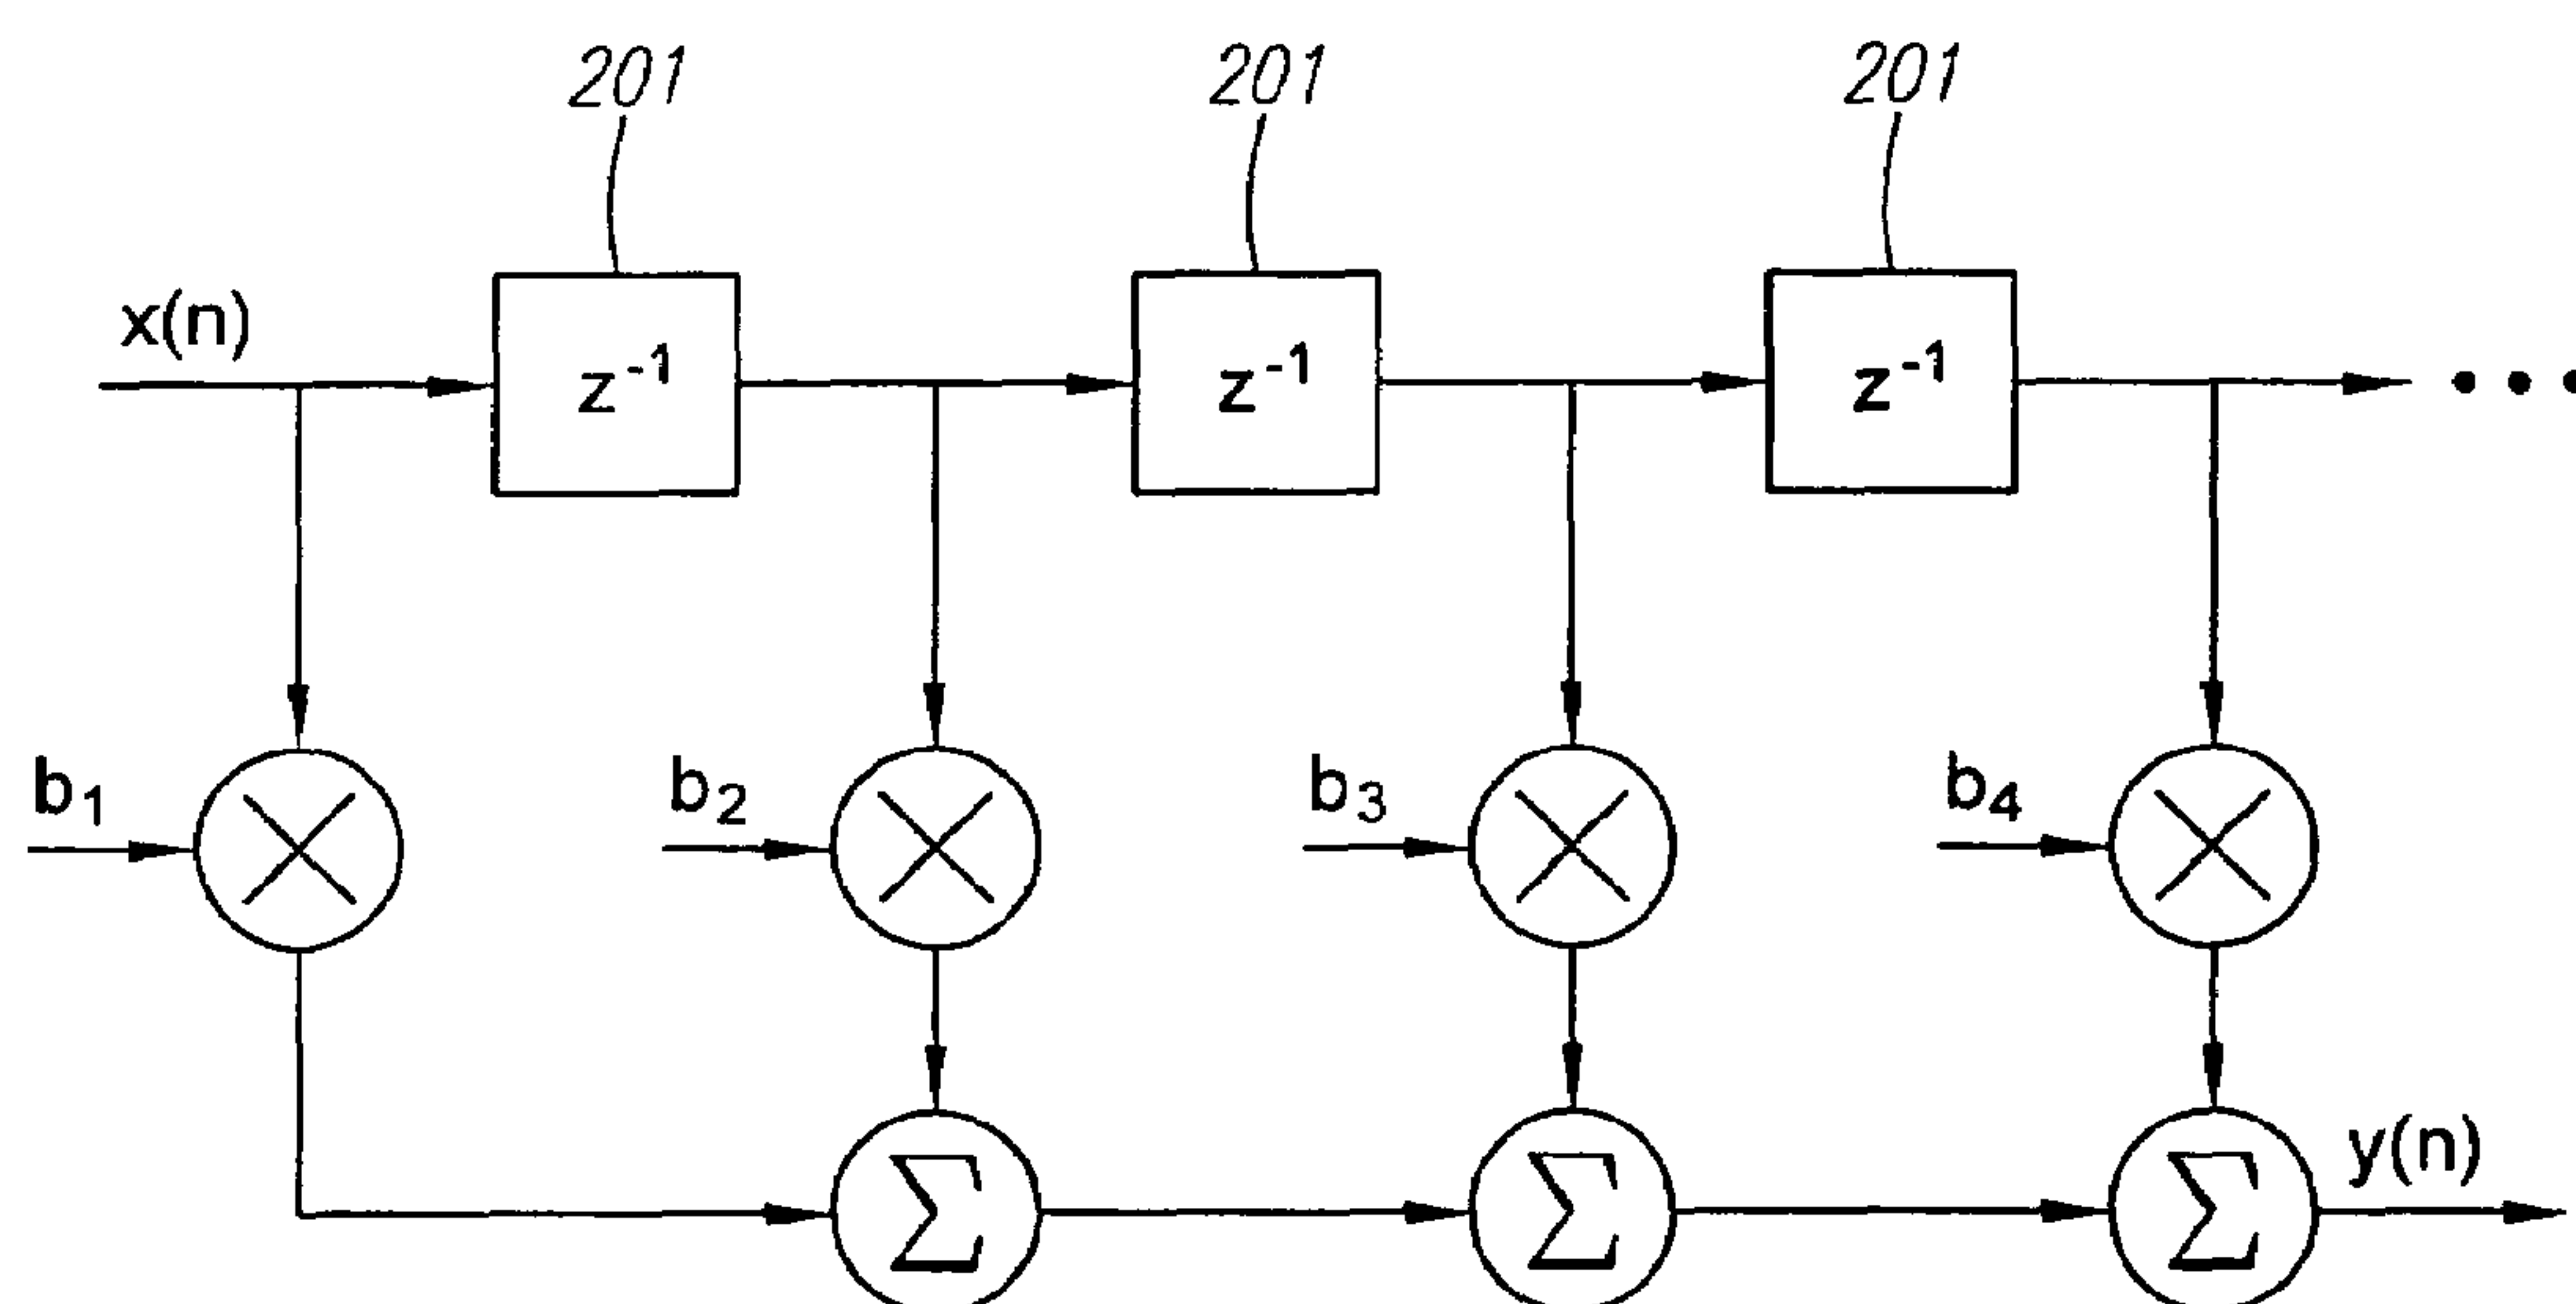 201 201 201
x(n)
z⁻¹ z⁻¹ z⁻¹ • • •
b₁ b₂ b₃ b₄
× × × ×
y(n)
Σ Σ Σ